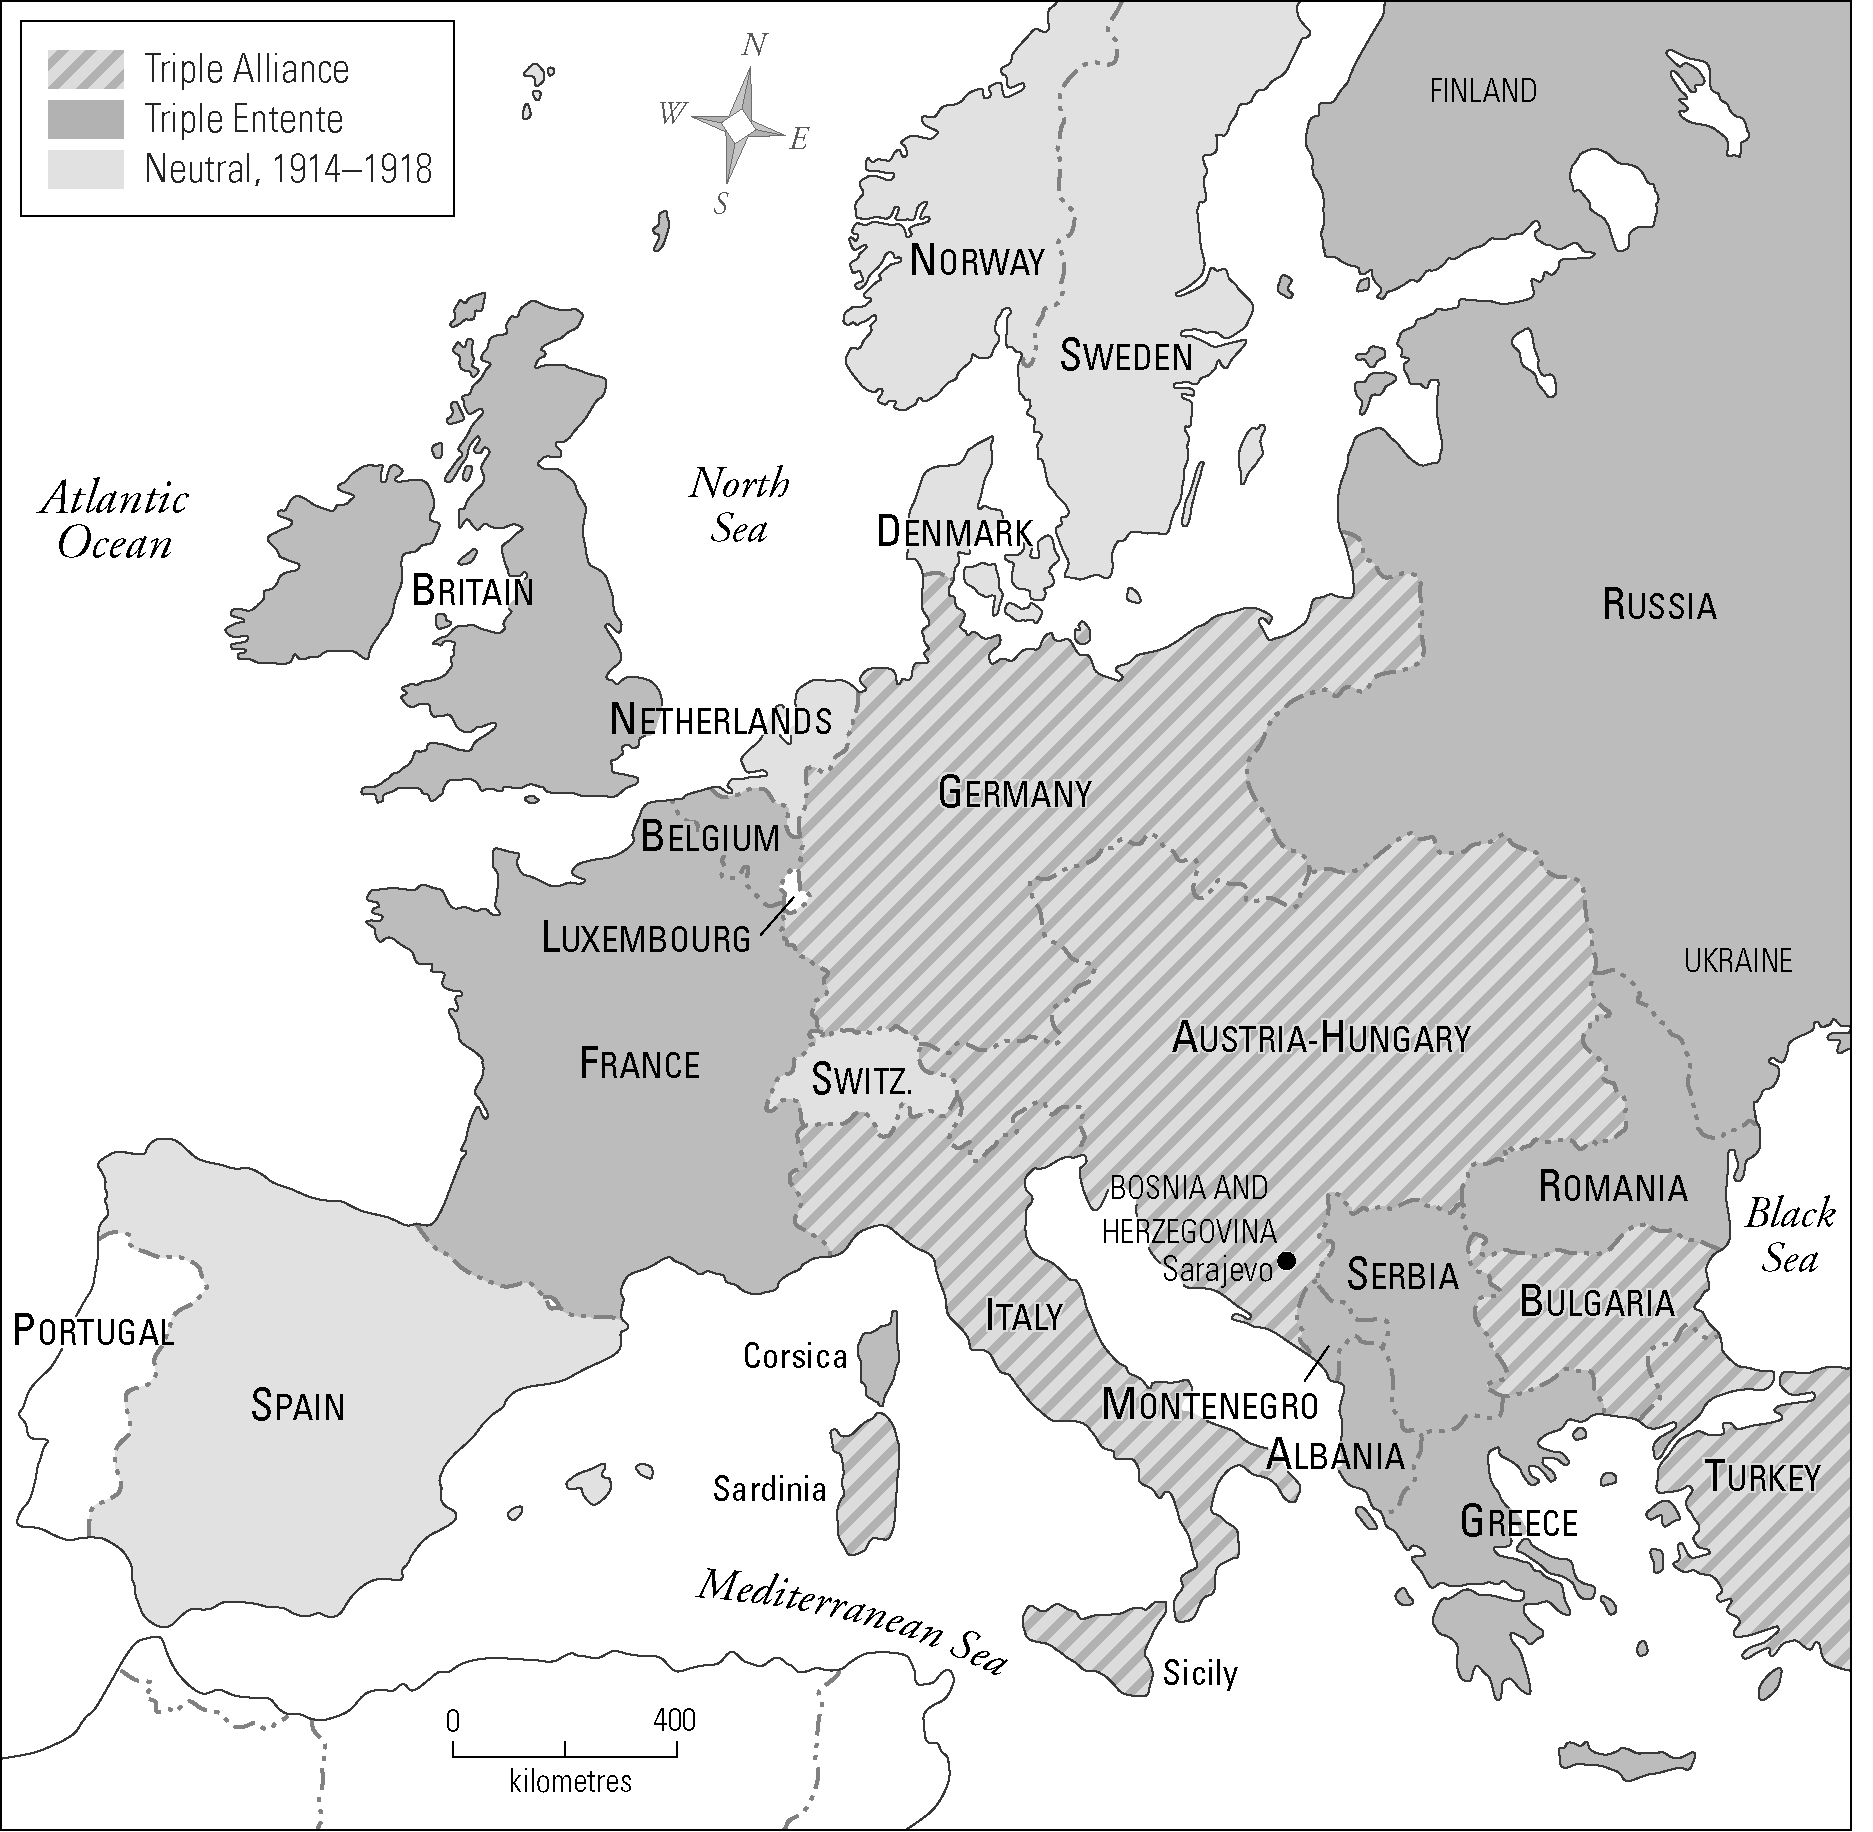 Triple Alliance
Triple Entente
Neutral, 1914–1918
N
W
E
S
FINLAND
NORWAY
SWEDEN
Atlantic
Ocean
North
Sea
DENMARK
BRITAIN
RUSSIA
NETHERLANDS
GERMANY
BELGIUM
LUXEMBOURG
UKRAINE
AUSTRIA-HUNGARY
FRANCE
SWITZ.
BOSNIA AND
HERZEGOVINA
Sarajevo
ROMANIA
Black
Sea
SERBIA
BULGARIA
ITALY
PORTUGAL
Corsica
SPAIN
MONTENEGRO
ALBANIA
Sardinia
TURKEY
GREECE
Mediterranean Sea
Sicily
0
400
kilometres